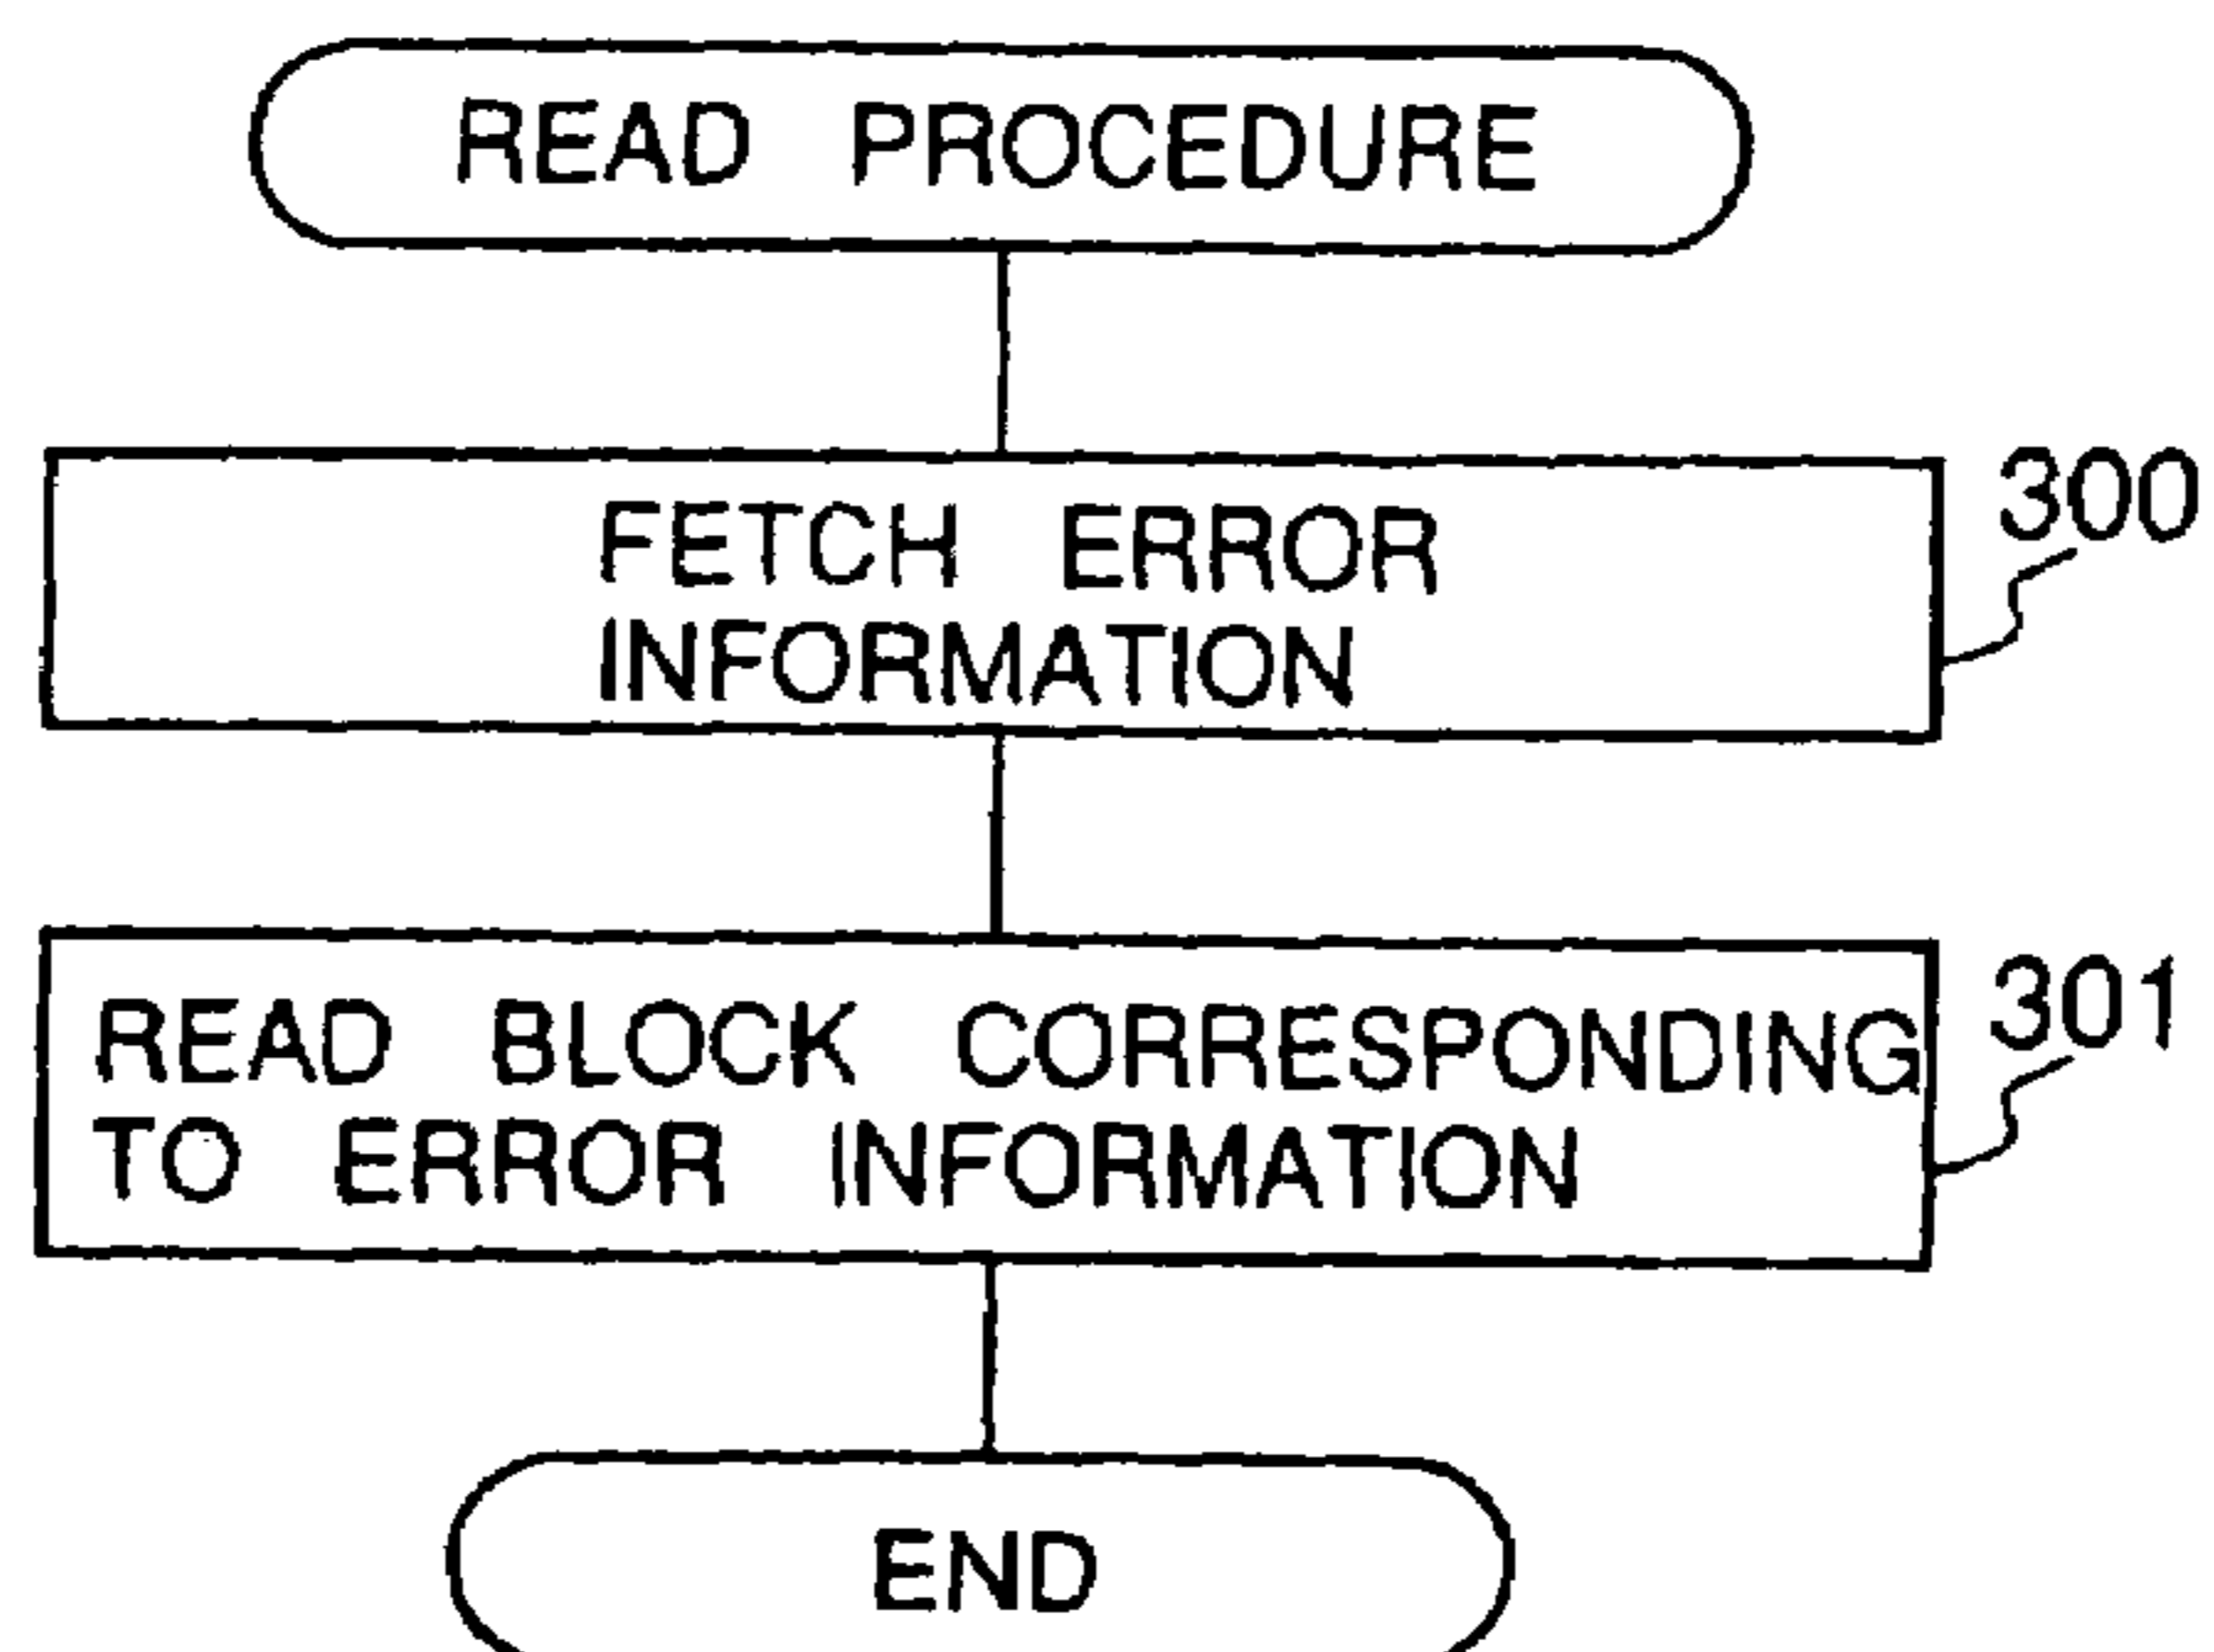 READ PROCEDURE
FETCH ERROR
INFORMATION
300
READ BLOCK CORRESPONDING
TO ERROR INFORMATION
301
END